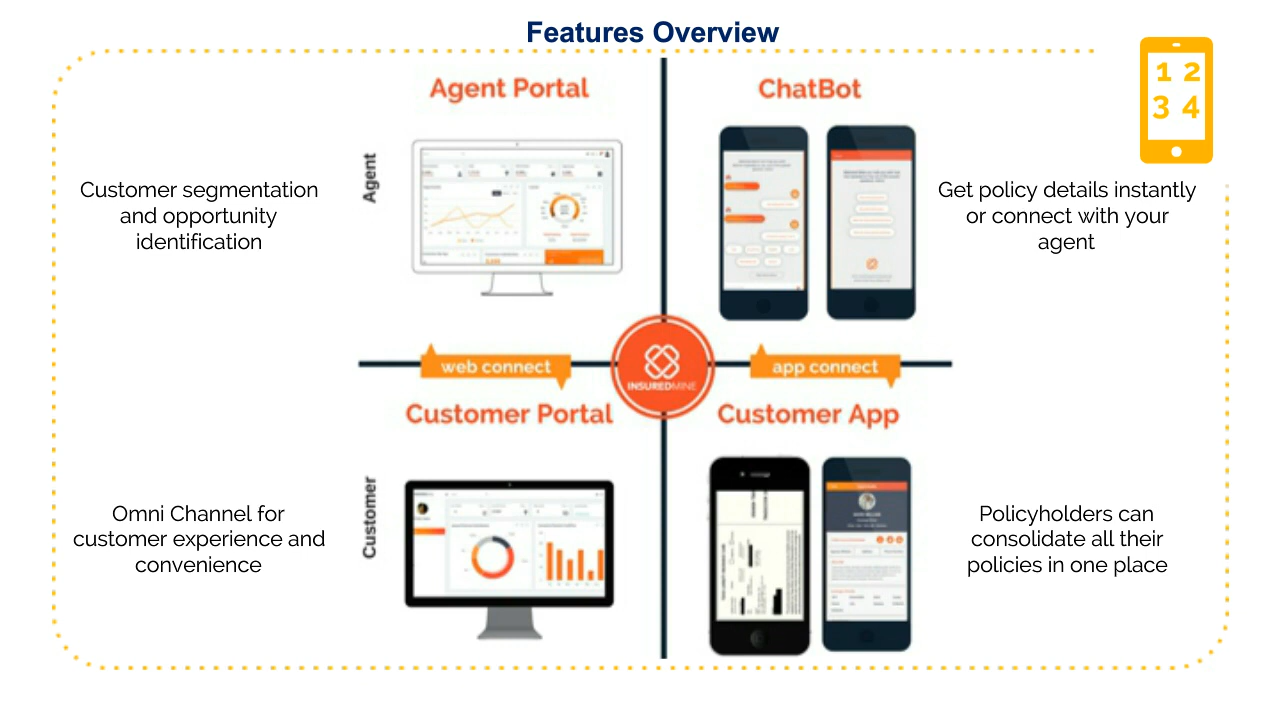 Features Overview
1 2
3 4
Agent Portal
ChatBot
Agent
Customer segmentation
and opportunity
identification
Get policy details instantly
or connect with your
agent
web connect
app connect
INSUREDMINE
Customer Portal
Customer App
Customer
Omni Channel for
customer experience and
convenience
Policyholders can
consolidate all their
policies in one place